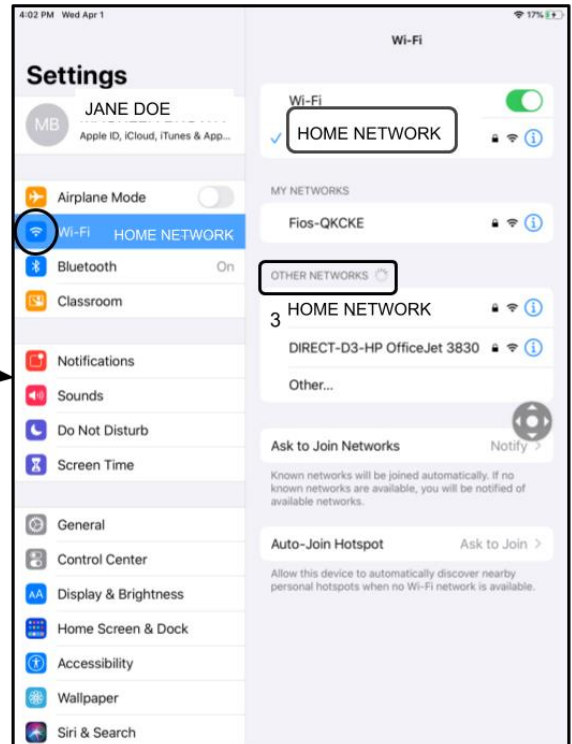 4:02 PM Wed Apr 1
17%
Settings
MB
JANE DOE
Apple ID, iCloud, iTunes & App...
Airplane Mode
Wi-Fi HOME NETWORK
Bluetooth On
Classroom
Notifications
Sounds
Do Not Disturb
Screen Time
General
Control Center
AA Display & Brightness
Home Screen & Dock
Accessibility
Wallpaper
Siri & Search
Wi-Fi
Wi-Fi
HOME NETWORK
MY NETWORKS
Fios-QKCKE
OTHER NETWORKS
3 HOME NETWORK
DIRECT-D3-HP OfficeJet 3830
Other...
Ask to Join Networks Notify
Known networks will be joined automatically. If no
known networks are available, you will be notified of
available networks.
Auto-Join Hotspot Ask to Join
Allow this device to automatically discover nearby
personal hotspots when no Wi-Fi network is available.